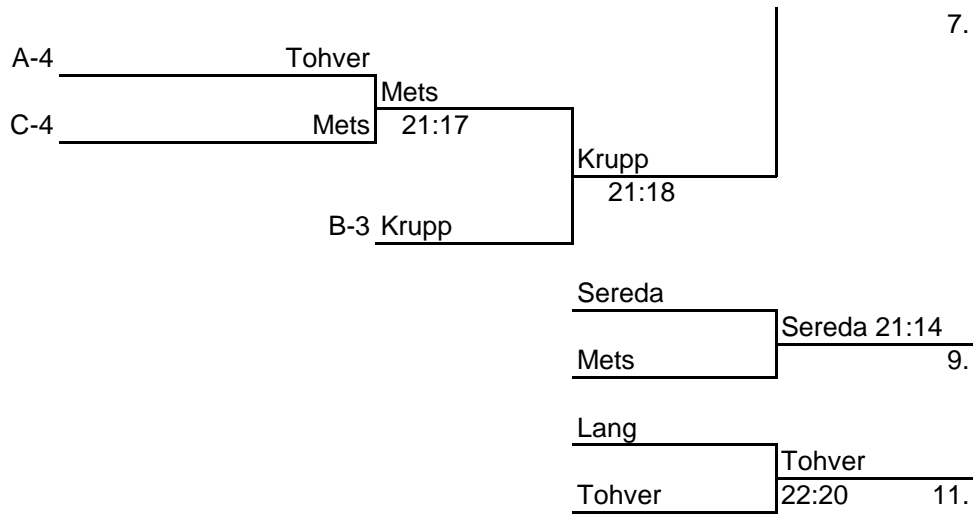 7.
A-4 Tohver
Mets
C-4 Mets 21:17
Krupp
21:18
B-3 Krupp
Sereda
Sereda 21:14
Mets 9.
Lang
Tohver
Tohver 22:20 11.